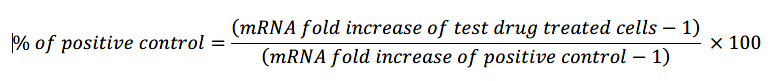 % of positive control = (mRNA fold increase of test drug treated cells − 1) / (mRNA fold increase of positive control − 1) × 100